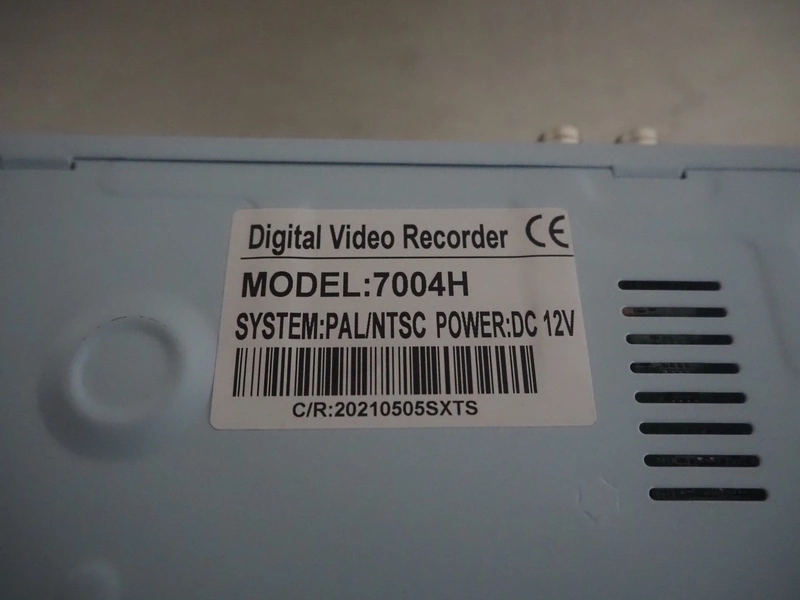 Digital Video Recorder CE
MODEL:7004H
SYSTEM:PAL/NTSC POWER:DC 12V
C/R:20210505SXTS